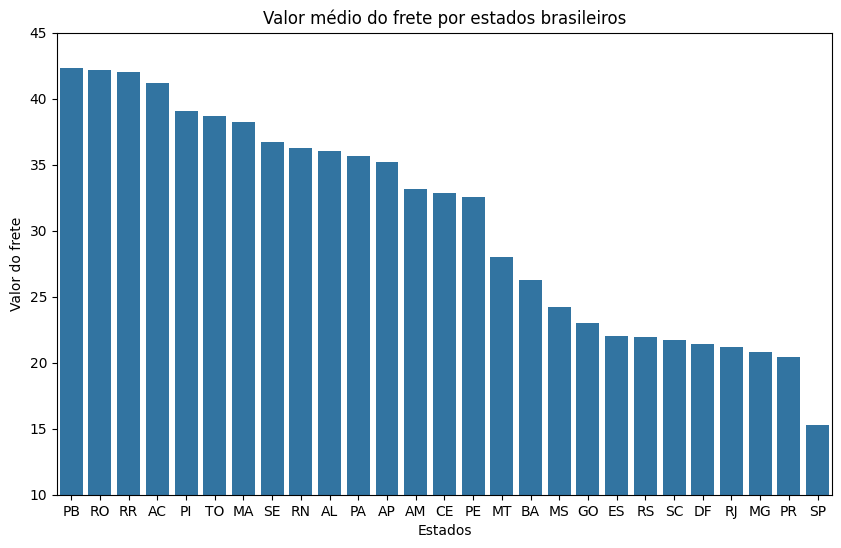 Valor médio do frete por estados brasileiros
45
40
35
30
25
20
15
10
Valor do frete
PB RO RR AC PI TO MA SE RN AL PA AP AM CE PE MT BA MS GO ES RS SC DF RJ MG PR SP
Estados